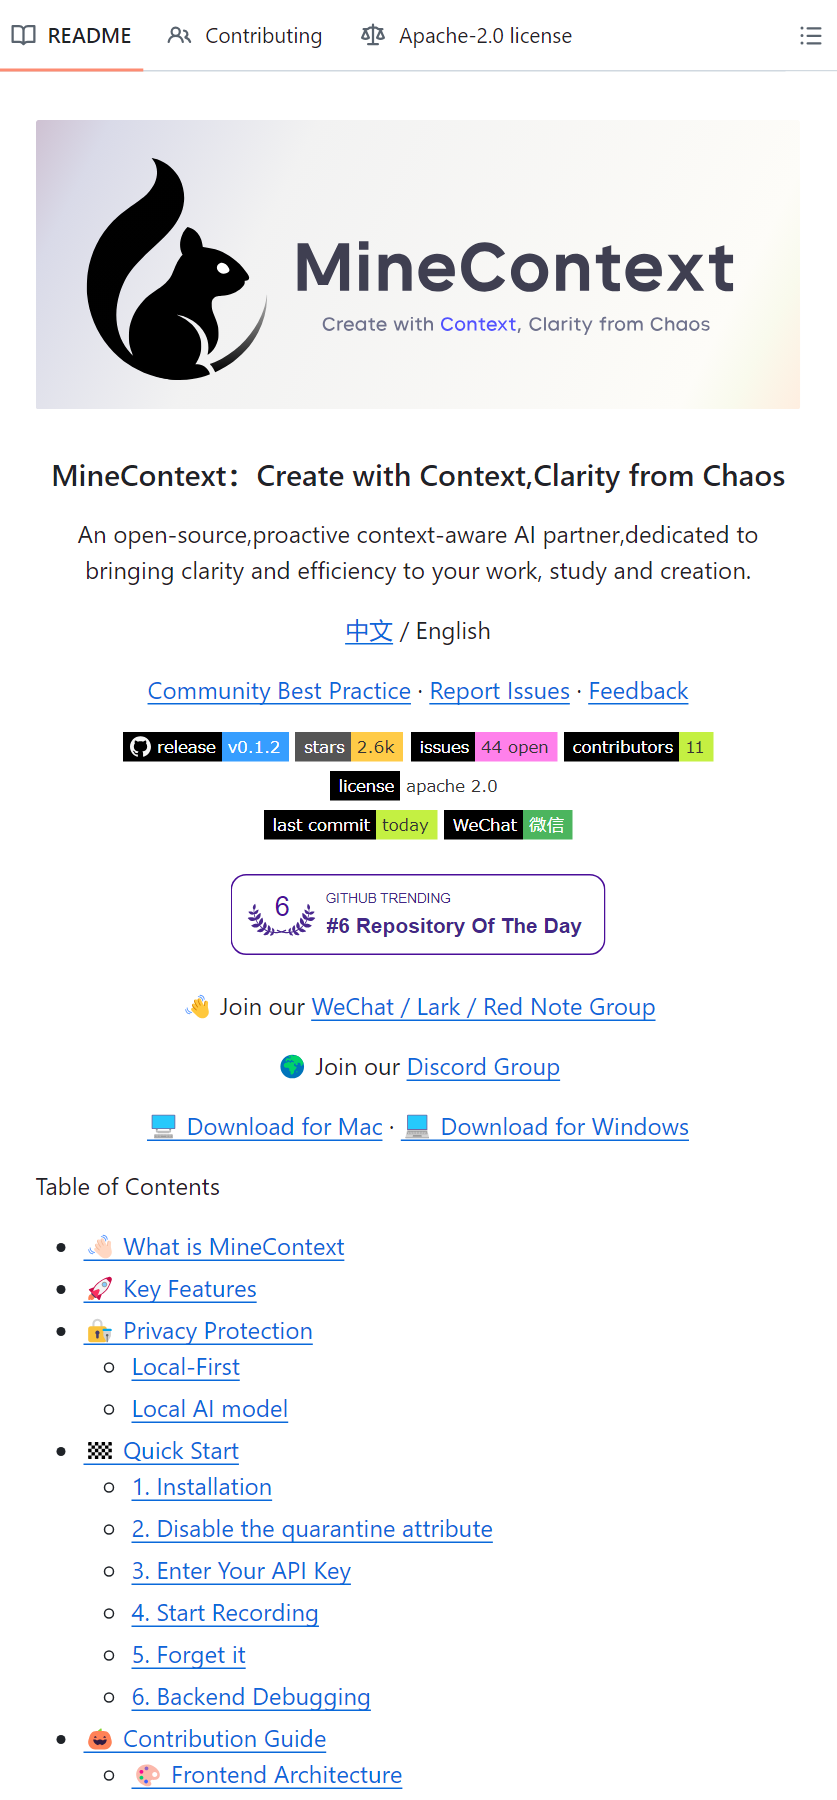 README Contributing Apache-2.0 license
MineContext
Create with Context, Clarity from Chaos
MineContext：Create with Context,Clarity from Chaos
An open-source,proactive context-aware AI partner,dedicated to
bringing clarity and efficiency to your work, study and creation.
中文 / English
Community Best Practice · Report Issues · Feedback
release v0.1.2 stars 2.6k issues 44 open contributors 11
license apache 2.0
last commit today WeChat 微信
6 GITHUB TRENDING
#6 Repository Of The Day
👋 Join our WeChat / Lark / Red Note Group
🌍 Join our Discord Group
🖥️ Download for Mac · 💻 Download for Windows
Table of Contents
• 👋🏻 What is MineContext
• 🚀 Key Features
• 🔐 Privacy Protection
○ Local-First
○ Local AI model
• 🏁 Quick Start
○ 1. Installation
○ 2. Disable the quarantine attribute
○ 3. Enter Your API Key
○ 4. Start Recording
○ 5. Forget it
○ 6. Backend Debugging
• 🎃 Contribution Guide
○ 🎨 Frontend Architecture